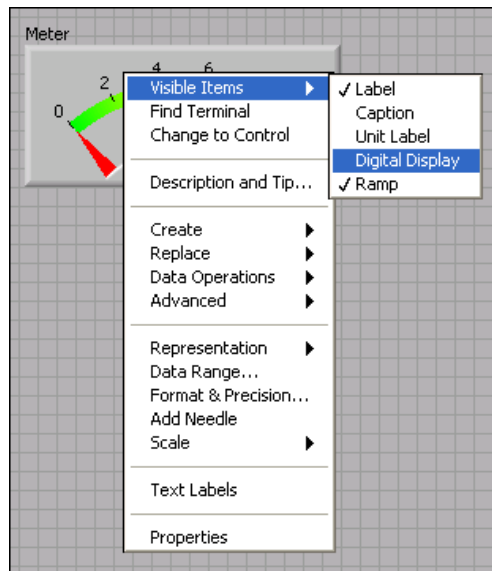 Meter
0
2
4
6
Visible Items
Find Terminal
Change to Control
Description and Tip...
Create
Replace
Data Operations
Advanced
Representation
Data Range...
Format & Precision...
Add Needle
Scale
Text Labels
Properties
Label
Caption
Unit Label
Digital Display
Ramp